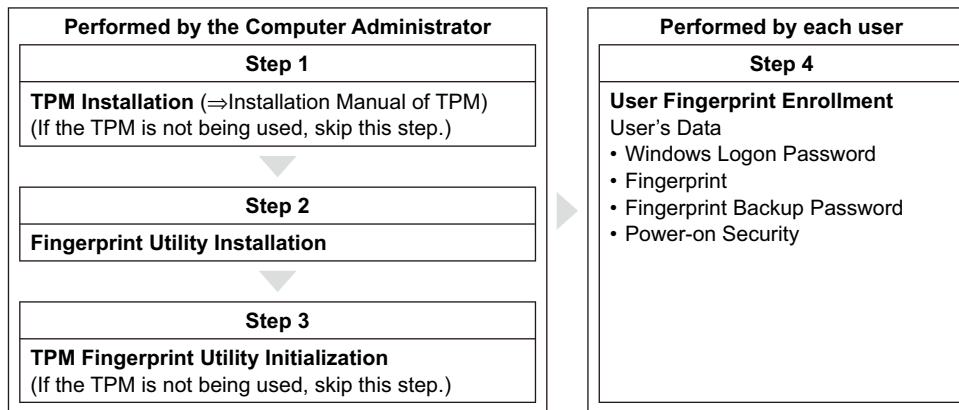 Performed by the Computer Administrator
Step 1
TPM Installation (⇒Installation Manual of TPM)
(If the TPM is not being used, skip this step.)
Step 2
Fingerprint Utility Installation
Step 3
TPM Fingerprint Utility Initialization
(If the TPM is not being used, skip this step.)
Performed by each user
Step 4
User Fingerprint Enrollment
User’s Data
• Windows Logon Password
• Fingerprint
• Fingerprint Backup Password
• Power-on Security